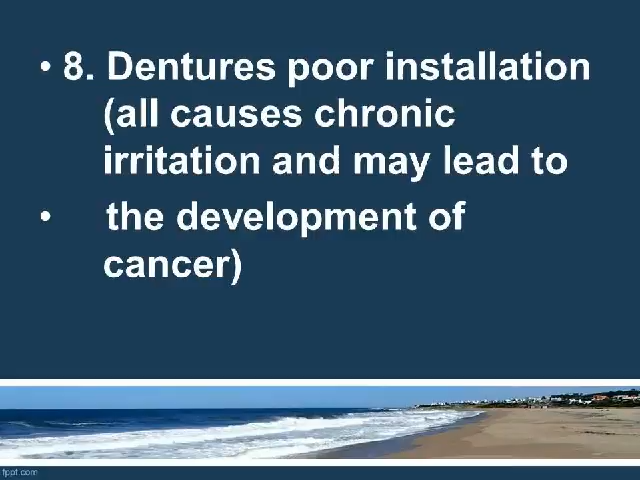 • 8. Dentures poor installation
(all causes chronic
irritation and may lead to
• the development of
cancer)
fppt.com